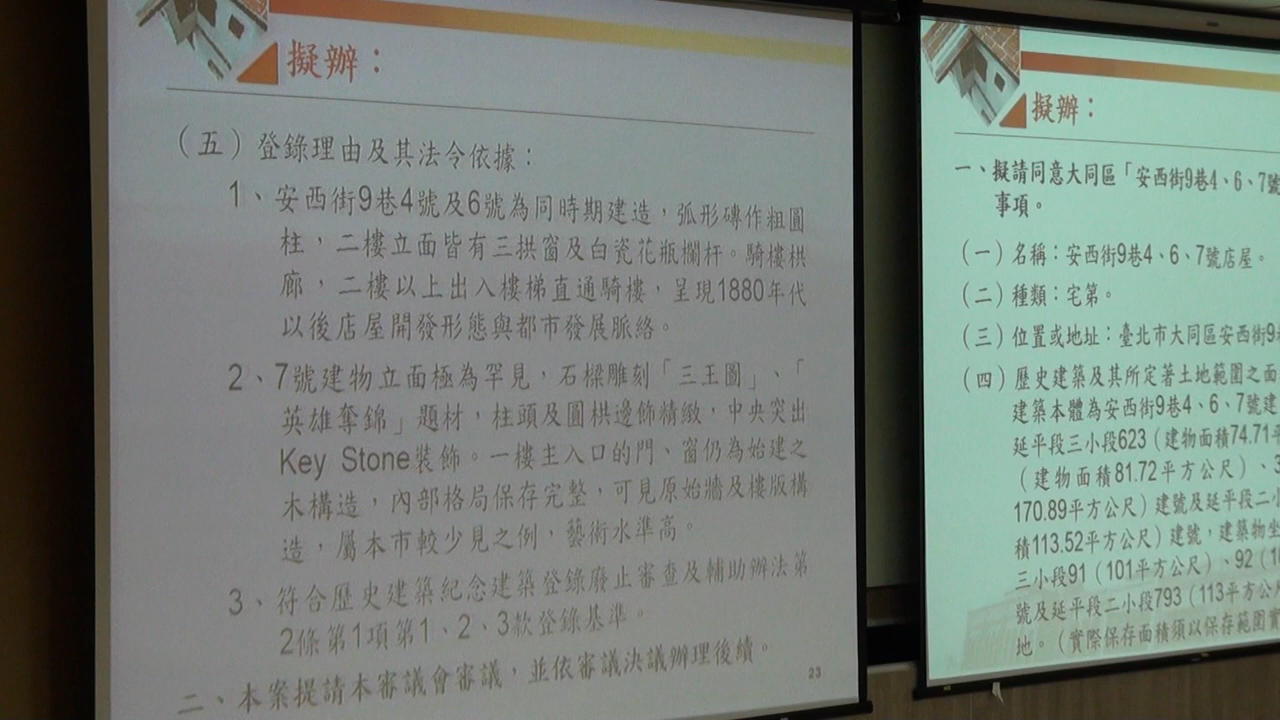 擬辦：
（五）登錄理由及其法令依據：
1、安西街9巷4號及6號為同時期建造，弧形磚作粗圓
柱，二樓立面皆有三拱窗及白瓷花瓶欄杆。騎樓栱
廊，二樓以上出入樓梯直通騎樓，呈現1880年代
以後店屋開發形態與都市發展脈絡。
2、7號建物立面極為罕見，石樑雕刻「三王圖」、「
英雄奪錦」題材，柱頭及圓栱邊飾精緻，中央突出
Key Stone裝飾。一樓主入口的門、窗仍為始建之
木構造，內部格局保存完整，可見原始牆及樓版構
造，屬本市較少見之例，藝術水準高。
3、符合歷史建築紀念建築登錄廢止審查及輔助辦法第
2條第1項第1、2、3款登錄基準。
二、本案提請本審議會審議，並依審議決議辦理後續。
23
擬辦：
一、擬請同意大同區「安西街9巷4、6、7號
事項。
（一）名稱：安西街9巷4、6、7號店屋。
（二）種類：宅第。
（三）位置或地址：臺北市大同區安西街9巷
（四）歷史建築及其所定著土地範圍之面
建築本體為安西街9巷4、6、7號建
延平段三小段623（建物面積74.71平
（建物面積81.72平方公尺）、3
170.89平方公尺）建號及延平段二小
積113.52平方公尺）建號，建築物坐
三小段91（101平方公尺）、92（1
號及延平段二小段793（113平方公
地。（實際保存面積須以保存範圍實